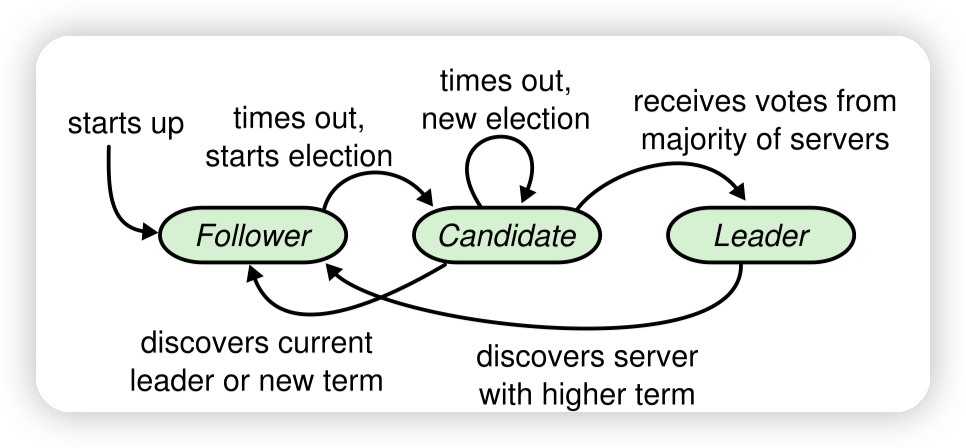 starts up
times out,
starts election
times out,
new election
receives votes from
majority of servers
Follower
Candidate
Leader
discovers current
leader or new term
discovers server
with higher term